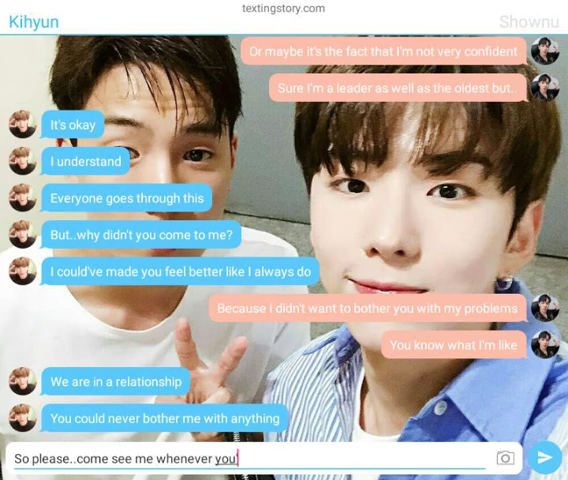 textingstory.com
Kihyun
Shownu
Or maybe it's the fact that I'm not very confident
Sure I'm a leader as well as the oldest but..
It's okay
I understand
Everyone goes through this
But..why didn't you come to me?
I could've made you feel better like I always do
Because I didn't want to bother you with my problems
You know what I'm like
We are in a relationship
You could never bother me with anything
So please..come see me whenever you